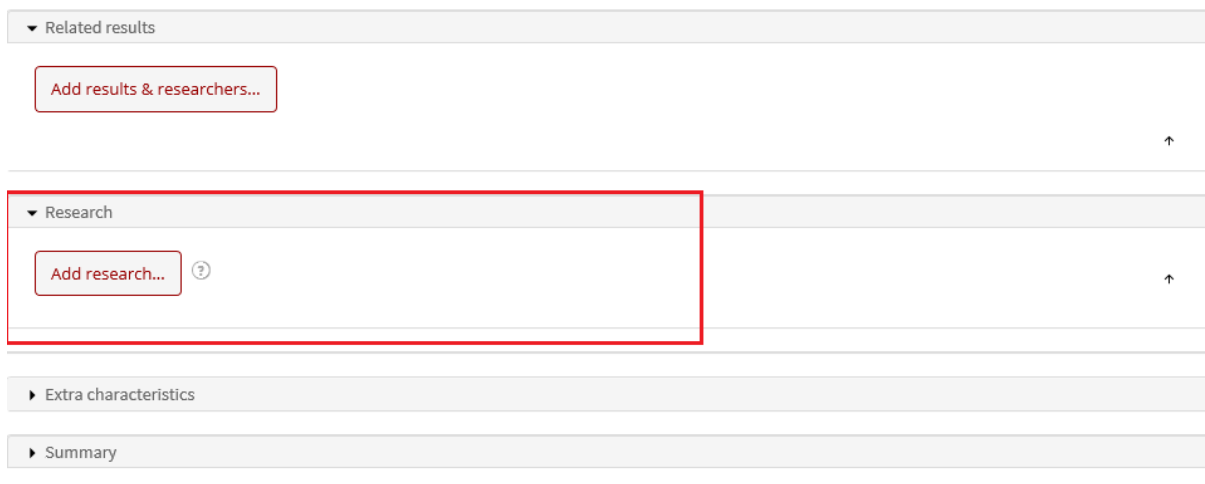 Related results
Add results & researchers...
Research
Add research...
?
Extra characteristics
Summary